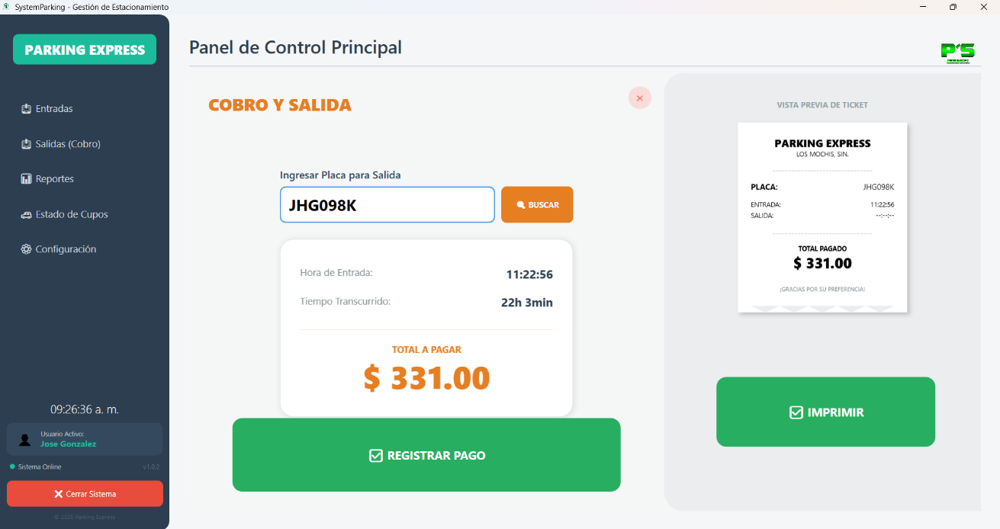 SystemParking - Gestión de Estacionamiento
PARKING EXPRESS
Entradas
Salidas (Cobro)
Reportes
Estado de Cupos
Configuración
09:26:36 a. m.
Usuario Activo:
Jose Gonzalez
Sistema Online v1.0.2
Cerrar Sistema
© 2026 Parking Express
Panel de Control Principal
P'S
COBRO Y SALIDA
Ingresar Placa para Salida
JHG098K
BUSCAR
Hora de Entrada: 11:22:56
Tiempo Transcurrido: 22h 3min
TOTAL A PAGAR
$ 331.00
REGISTRAR PAGO
VISTA PREVIA DE TICKET
PARKING EXPRESS
LOS MOCHIS, SIN.
--------------------------------
PLACA: JHG098K
ENTRADA: 11:22:56
SALIDA: --:--:--
--------------------------------
TOTAL PAGADO
$ 331.00
¡GRACIAS POR SU PREFERENCIA!
IMPRIMIR